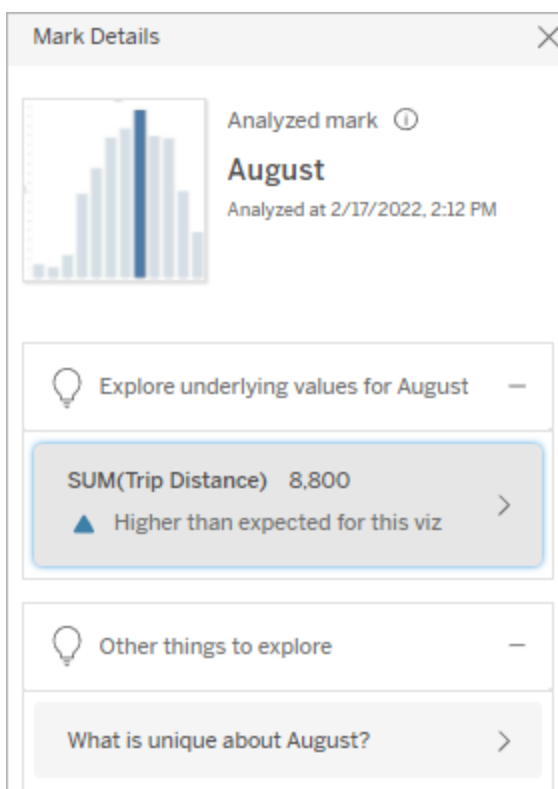 Mark Details
Analyzed mark
August
Analyzed at 2/17/2022, 2:12 PM
Explore underlying values for August
SUM(Trip Distance) 8,800
Higher than expected for this viz
Other things to explore
What is unique about August?